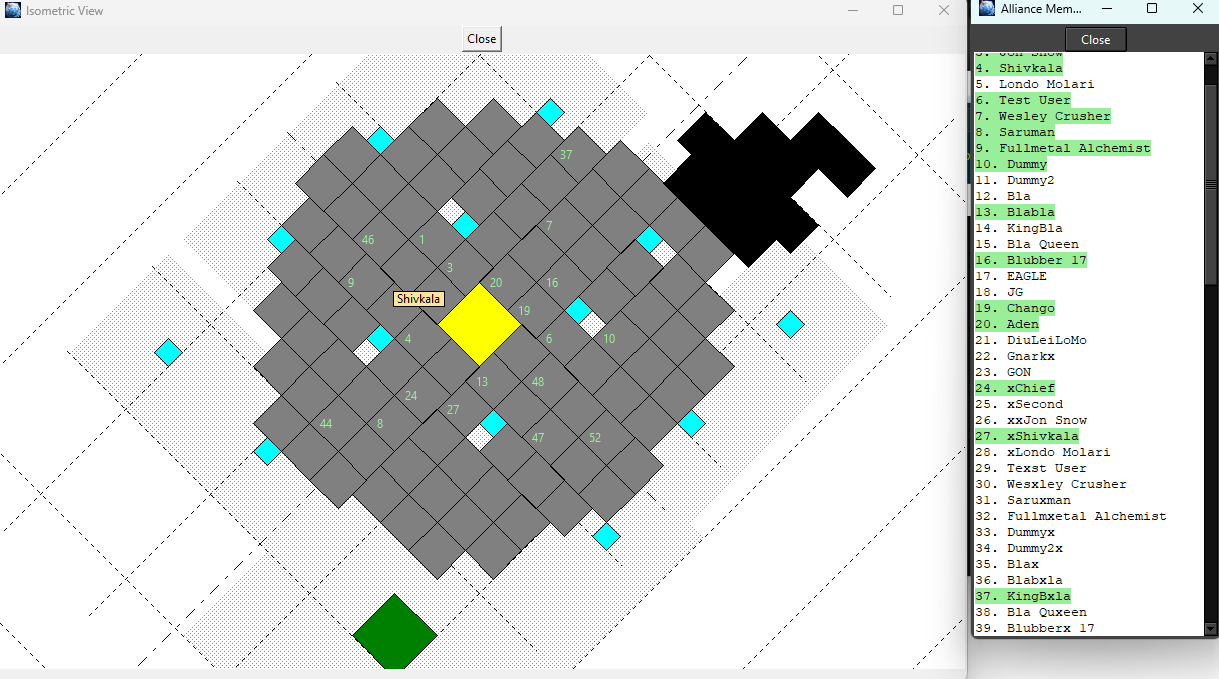 Isometric View
Close
37
7
46
1
3
9
20
16
Shivkala
19
4
6
10
13
48
24
27
44
8
47
52
Alliance Mem...
Close
3. Jon Snow
4. Shivkala
5. Londo Molari
6. Test User
7. Wesley Crusher
8. Saruman
9. Fullmetal Alchemist
10. Dummy
11. Dummy2
12. Bla
13. Blabla
14. KingBla
15. Bla Queen
16. Blubber 17
17. EAGLE
18. JG
19. Chango
20. Aden
21. DiuLeiLoMo
22. Gnarkx
23. GON
24. xChief
25. xSecond
26. xxJon Snow
27. xShivkala
28. xLondo Molari
29. Texst User
30. Wesxley Crusher
31. Saruxman
32. Fullmxetal Alchemist
33. Dummyx
34. Dummy2x
35. Blax
36. Blabxla
37. KingBxla
38. Bla Quxeen
39. Blubberx 17